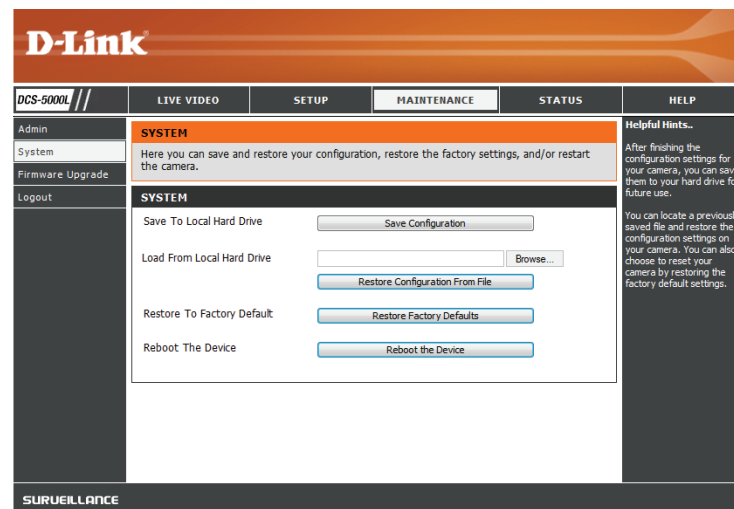 D-Link®
DCS-5000L
LIVE VIDEO
SETUP
MAINTENANCE
STATUS
HELP
Admin
System
Firmware Upgrade
Logout
SYSTEM
Here you can save and restore your configuration, restore the factory settings, and/or restart
the camera.
SYSTEM
Save To Local Hard Drive
Save Configuration
Load From Local Hard Drive
Browse...
Restore Configuration From File
Restore To Factory Default
Restore Factory Defaults
Reboot The Device
Reboot the Device
Helpful Hints..
After finishing the
configuration settings for
your camera, you can sav
them to your hard drive fo
future use.
You can locate a previousl
saved file and restore the
configuration settings on
your camera. You can also
choose to reset your
camera by restoring the
factory default settings.
SURVEILLANCE